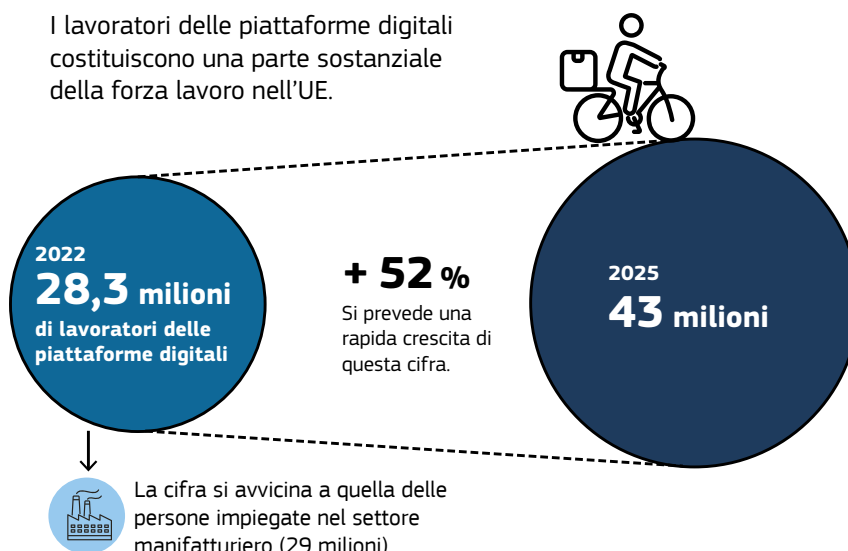 I lavoratori delle piattaforme digitali
costituiscono una parte sostanziale
della forza lavoro nell’UE.
2022
28,3 milioni
di lavoratori delle
piattaforme digitali
+ 52 %
Si prevede una
rapida crescita di
questa cifra.
2025
43 milioni
La cifra si avvicina a quella delle
persone impiegate nel settore
manifatturiero (29 milioni)